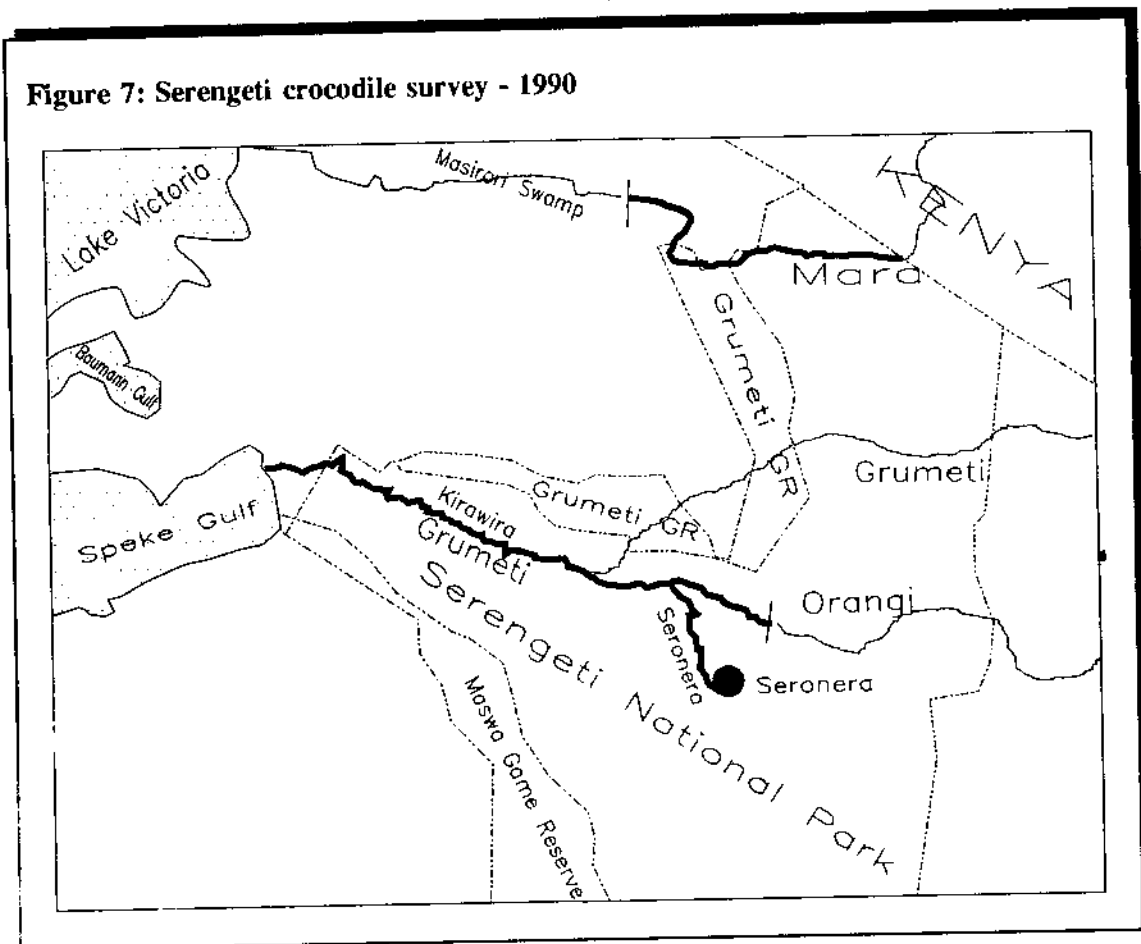 Figure 7: Serengeti crocodile survey - 1990
Lake Victoria
Masirori Swamp
KENYA
Mara
Baumann Gulf
Grumeti GR
Grumeti
Speke Gulf
Kirawira
Grumeti GR
Grumeti
Serengeti National Park
Orangi
Seronera
Seronera
Maswa Game Reserve